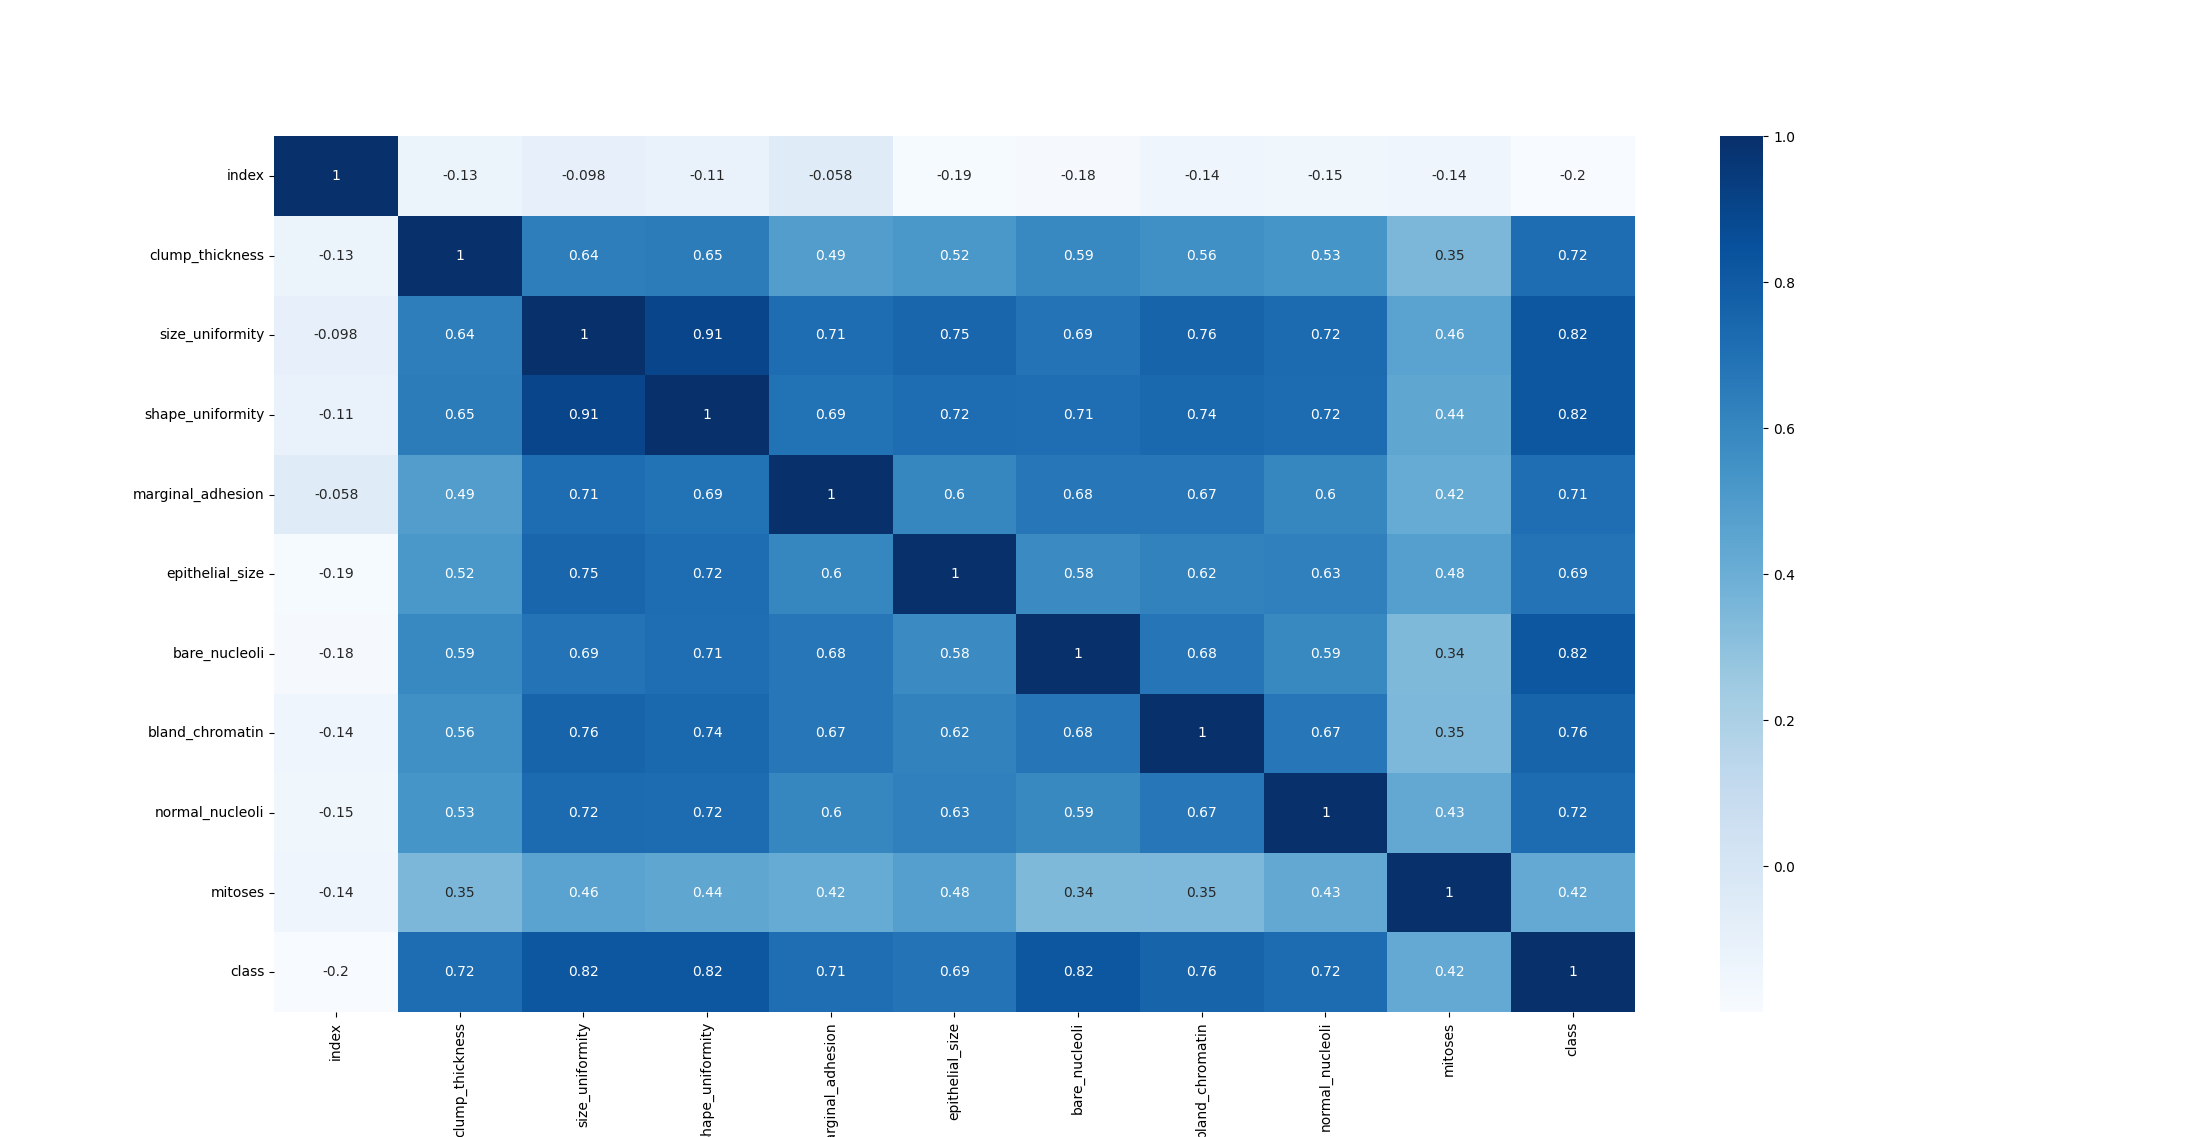 index 1 -0.13 -0.098 -0.11 -0.058 -0.19 -0.18 -0.14 -0.15 -0.14 -0.2
clump_thickness -0.13 1 0.64 0.65 0.49 0.52 0.59 0.56 0.53 0.35 0.72
size_uniformity -0.098 0.64 1 0.91 0.71 0.75 0.69 0.76 0.72 0.46 0.82
shape_uniformity -0.11 0.65 0.91 1 0.69 0.72 0.71 0.74 0.72 0.44 0.82
marginal_adhesion -0.058 0.49 0.71 0.69 1 0.6 0.68 0.67 0.6 0.42 0.71
epithelial_size -0.19 0.52 0.75 0.72 0.6 1 0.58 0.62 0.63 0.48 0.69
bare_nucleoli -0.18 0.59 0.69 0.71 0.68 0.58 1 0.68 0.59 0.34 0.82
bland_chromatin -0.14 0.56 0.76 0.74 0.67 0.62 0.68 1 0.67 0.35 0.76
normal_nucleoli -0.15 0.53 0.72 0.72 0.6 0.63 0.59 0.67 1 0.43 0.72
mitoses -0.14 0.35 0.46 0.44 0.42 0.48 0.34 0.35 0.43 1 0.42
class -0.2 0.72 0.82 0.82 0.71 0.69 0.82 0.76 0.72 0.42 1
index
clump_thickness
size_uniformity
hape_uniformity
arginal_adhesion
epithelial_size
bare_nucleoli
bland_chromatin
normal_nucleoli
mitoses
class
1.0
0.8
0.6
0.4
0.2
0.0